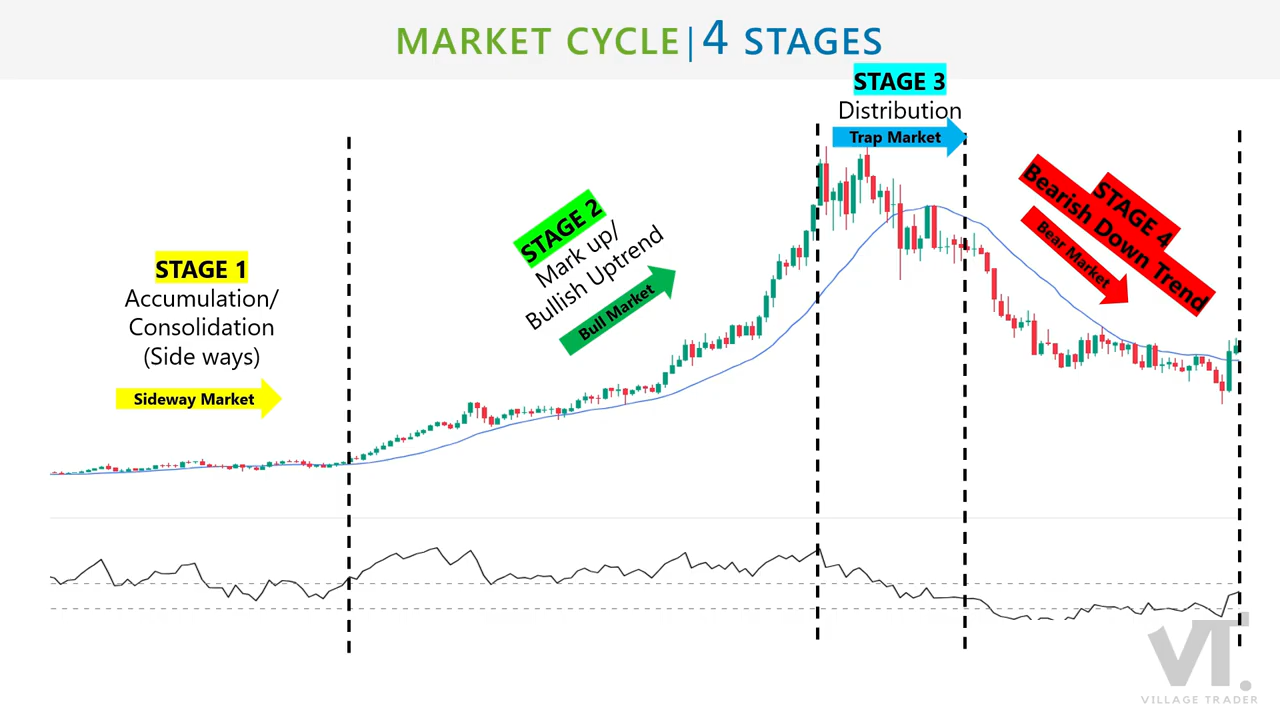 MARKET CYCLE|4 STAGES
STAGE 1
Accumulation/
Consolidation
(Side ways)
Sideway Market
STAGE 2
Mark up/
Bullish Uptrend
Bull Market
STAGE 3
Distribution
Trap Market
STAGE 4
Bearish Down Trend
Bear Market
VT.
VILLAGE TRADER